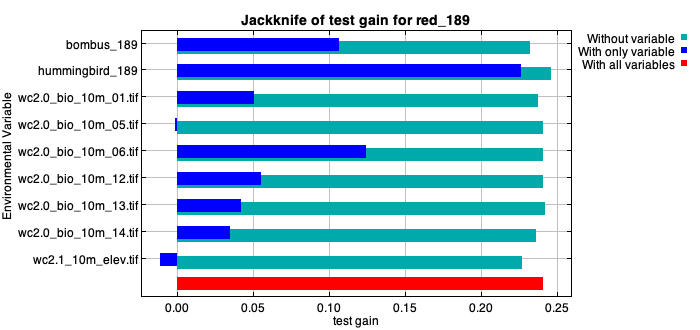 Jackknife of test gain for red_189
Without variable
With only variable
With all variables
Environmental Variable
bombus_189
hummingbird_189
wc2.0_bio_10m_01.tif
wc2.0_bio_10m_05.tif
wc2.0_bio_10m_06.tif
wc2.0_bio_10m_12.tif
wc2.0_bio_10m_13.tif
wc2.0_bio_10m_14.tif
wc2.1_10m_elev.tif
0.00 0.05 0.10 0.15 0.20 0.25
test gain